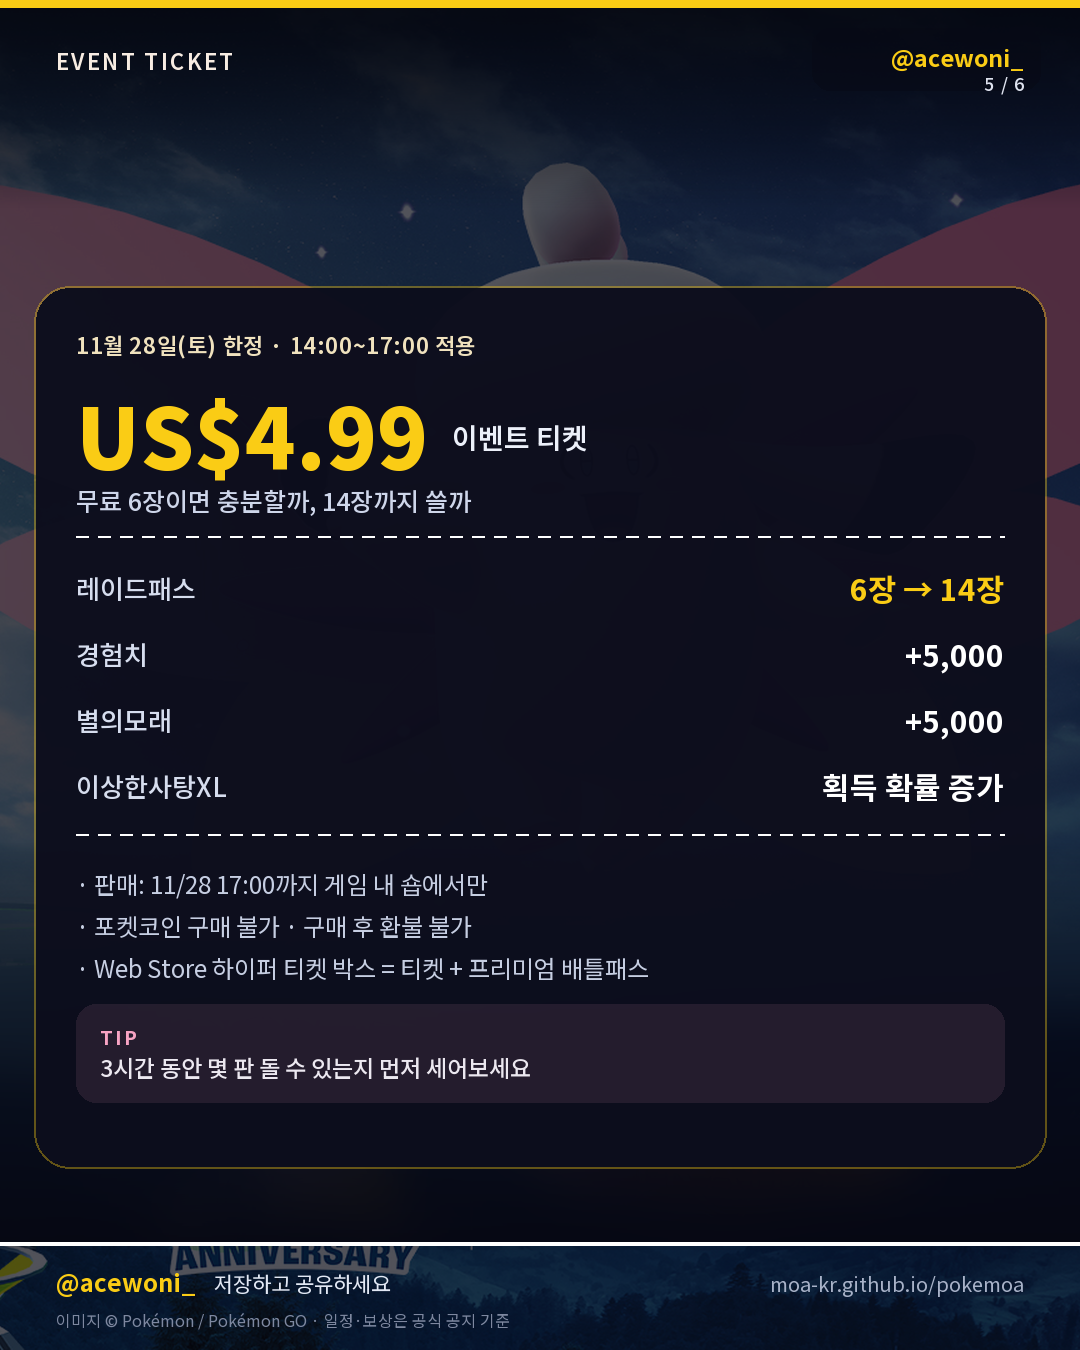 EVENT TICKET
@acewoni_
5 / 6
11월 28일(토) 한정 · 14:00~17:00 적용
US$4.99 이벤트 티켓
무료 6장이면 충분할까, 14장까지 쓸까
레이드패스 6장 → 14장
경험치 +5,000
별의모래 +5,000
이상한사탕XL 획득 확률 증가
· 판매: 11/28 17:00까지 게임 내 숍에서만
· 포켓코인 구매 불가 · 구매 후 환불 불가
· Web Store 하이퍼 티켓 박스 = 티켓 + 프리미엄 배틀패스
TIP
3시간 동안 몇 판 돌 수 있는지 먼저 세어보세요
ANNIVERSARY
@acewoni_ 저장하고 공유하세요 moa-kr.github.io/pokemoa
이미지 © Pokémon / Pokémon GO · 일정·보상은 공식 공지 기준